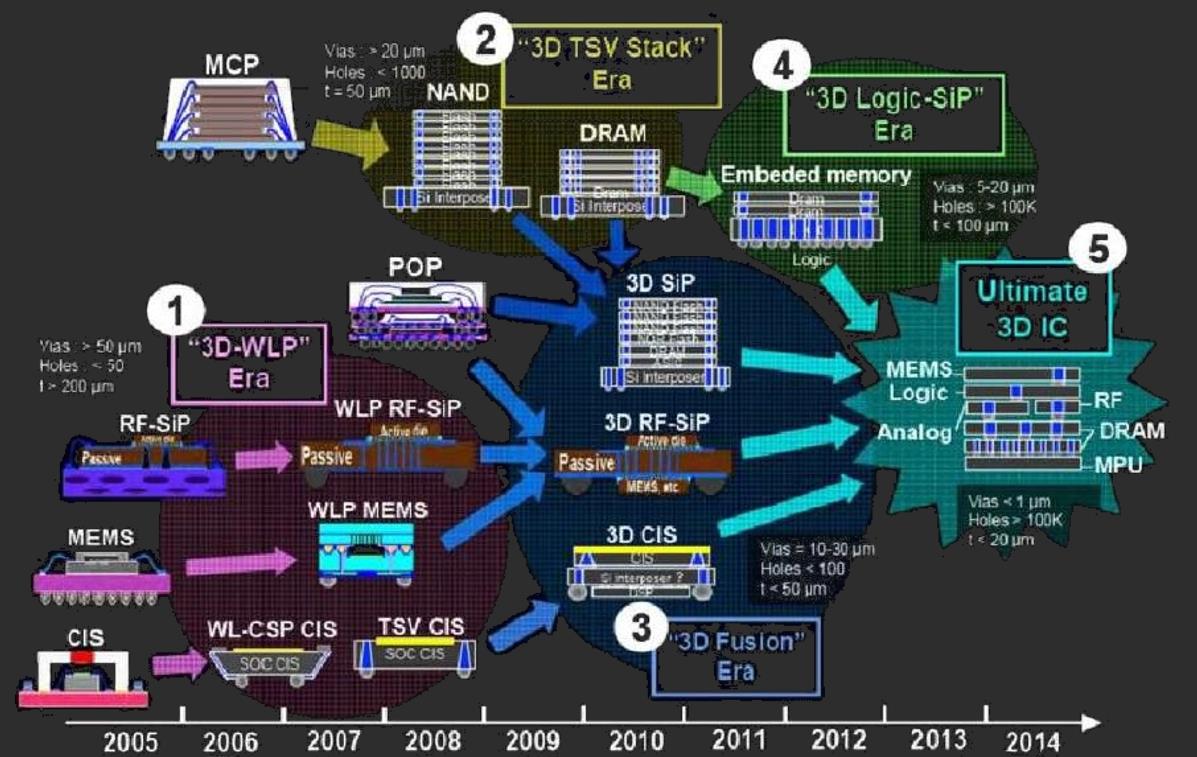 MCP
Vias : > 20 µm
Holes : < 1000
t = 50 µm
2
"3D TSV Stack"
Era
NAND
Si Interposer
DRAM
Dram
Si Interposer
4
"3D Logic-SiP"
Era
Embeded memory
Dram
Dram
Logic
Vias : 5-20 µm
Holes : > 100K
t < 100 µm
5
Ultimate
3D IC
MEMS
Logic
Analog
RF
DRAM
MPU
Vias < 1 µm
Holes > 100K
t < 20 µm
POP
3D SiP
NAND Flash
NAND Flash
NAND Flash
NAND Flash
NOR Flash
DRAM
ASIC
Si Interposer
1
"3D-WLP"
Era
Vias : > 50 µm
Holes : < 50
t > 200 µm
RF-SiP
Active die
Passive
WLP RF-SiP
Active die
Passive
3D RF-SiP
Active die
Passive
MEMS, etc
MEMS
WLP MEMS
3D CIS
CIS
Si interposer ?
DSP
Vias = 10-30 µm
Holes < 100
t < 50 µm
CIS
WL-CSP CIS
SOC CIS
TSV CIS
SOC CIS
3
"3D Fusion"
Era
2005 2006 2007 2008 2009 2010 2011 2012 2013 2014